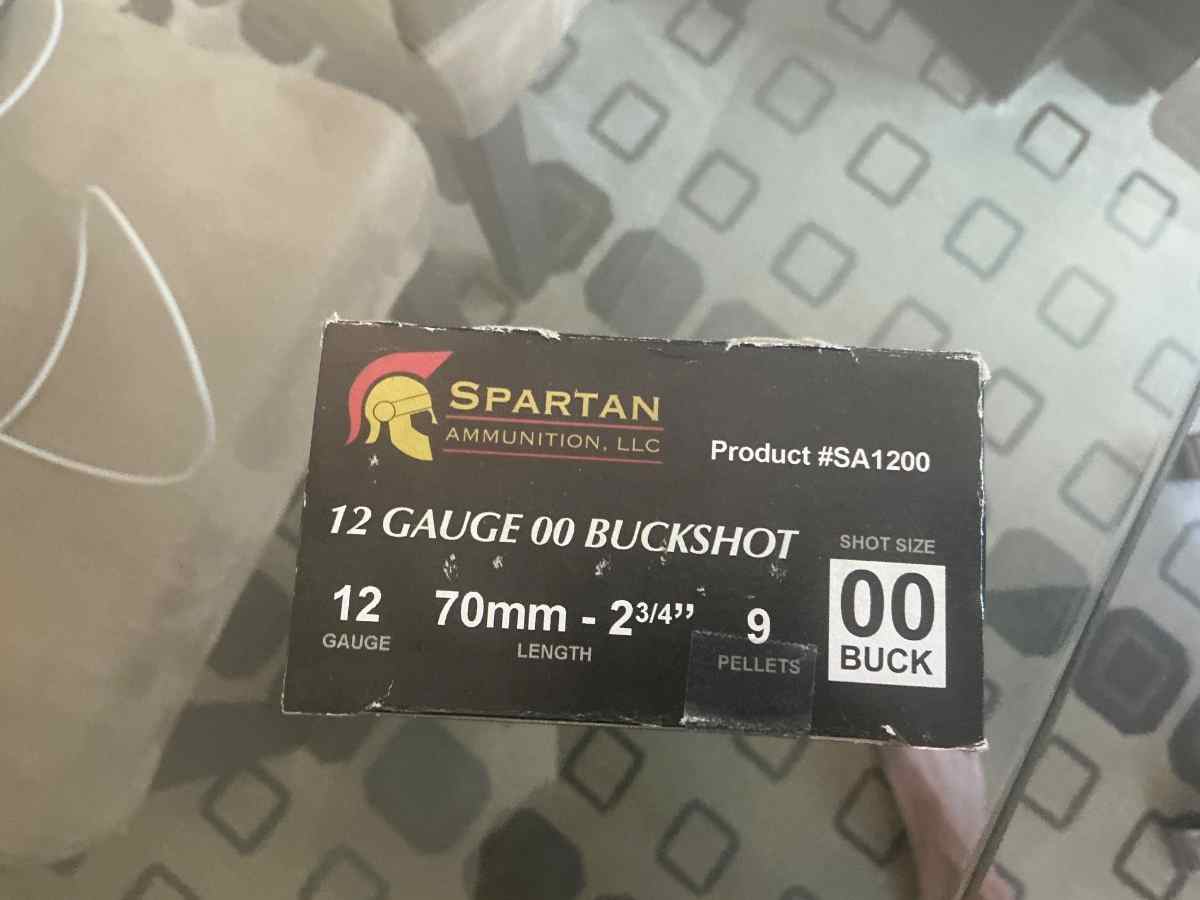 SPARTAN
AMMUNITION, LLC
Product #SA1200
12 GAUGE 00 BUCKSHOT
SHOT SIZE
12
GAUGE
70mm - 2 3/4”
LENGTH
9
PELLETS
00
BUCK